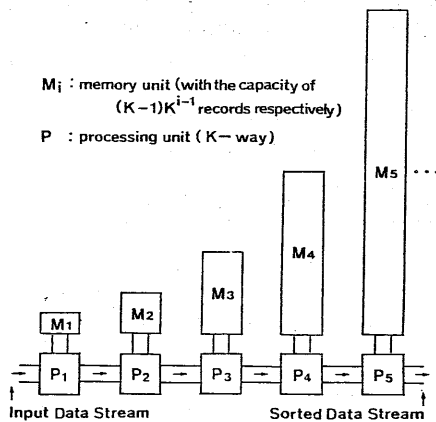 Mi : memory unit (with the capacity of
(K-1)K^{i-1} records respectively)
P : processing unit (K-way)
M5
M4
M3
M2
M1
P1
P2
P3
P4
P5
Input Data Stream
Sorted Data Stream